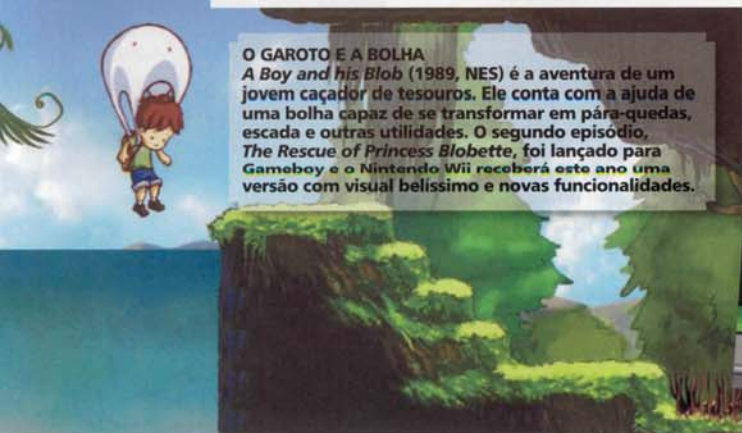 O GAROTO E A BOLHA
A Boy and his Blob (1989, NES) é a aventura de um
jovem caçador de tesouros. Ele conta com a ajuda de
uma bolha capaz de se transformar em pára-quedas,
escada e outras utilidades. O segundo episódio,
The Rescue of Princess Blobette, foi lançado para
Gameboy e o Nintendo Wii receberá este ano uma
versão com visual belíssimo e novas funcionalidades.